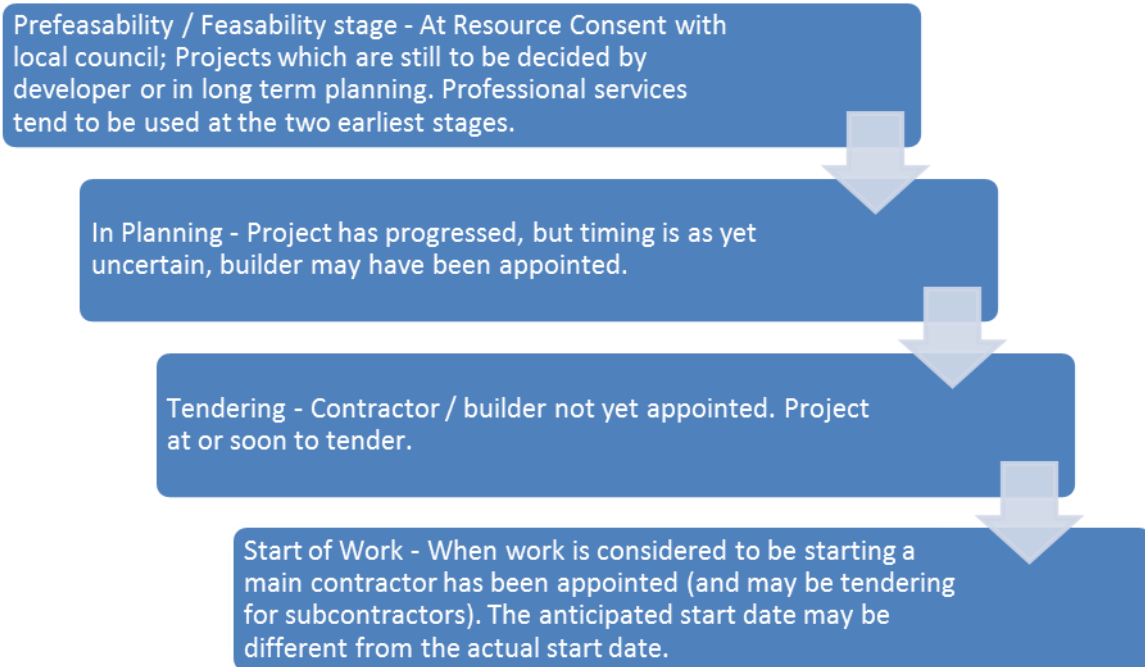 Prefeasability / Feasability stage - At Resource Consent with
local council; Projects which are still to be decided by
developer or in long term planning. Professional services
tend to be used at the two earliest stages.
In Planning - Project has progressed, but timing is as yet
uncertain, builder may have been appointed.
Tendering - Contractor / builder not yet appointed. Project
at or soon to tender.
Start of Work - When work is considered to be starting a
main contractor has been appointed (and may be tendering
for subcontractors). The anticipated start date may be
different from the actual start date.